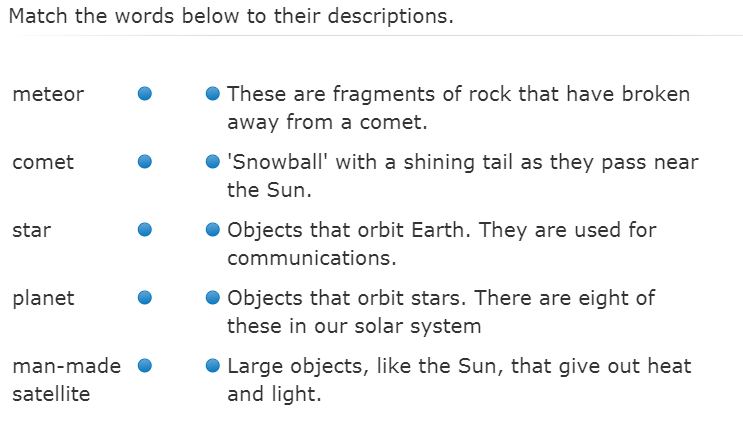 Match the words below to their descriptions.
meteor
These are fragments of rock that have broken
away from a comet.
comet
'Snowball' with a shining tail as they pass near
the Sun.
star
Objects that orbit Earth. They are used for
communications.
planet
Objects that orbit stars. There are eight of
these in our solar system
man-made
satellite
Large objects, like the Sun, that give out heat
and light.